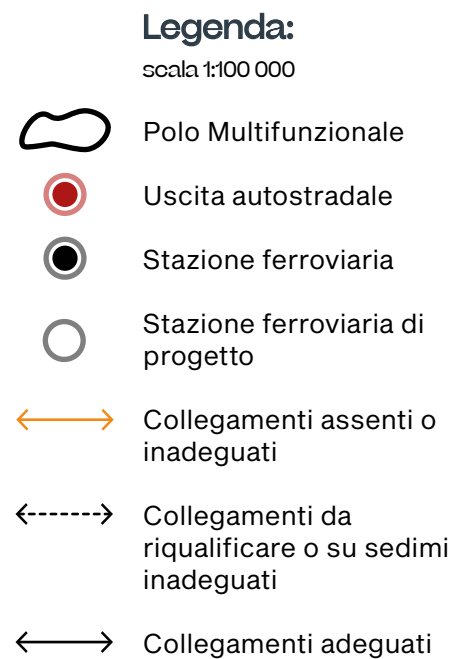 Legenda:
scala 1:100 000
Polo Multifunzionale
Uscita autostradale
Stazione ferroviaria
Stazione ferroviaria di
progetto
Collegamenti assenti o
inadeguati
Collegamenti da
riqualificare o su sedimi
inadeguati
Collegamenti adeguati